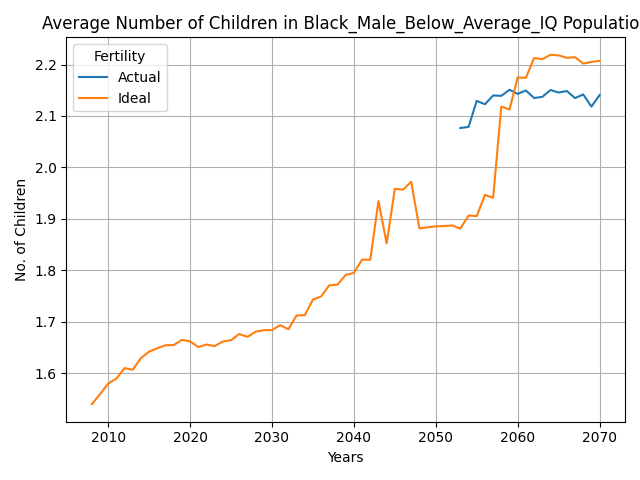 Average Number of Children in Black_Male_Below_Average_IQ Populatio
Fertility
Actual
Ideal
No. of Children
2.2
2.1
2.0
1.9
1.8
1.7
1.6
2010 2020 2030 2040 2050 2060 2070
Years